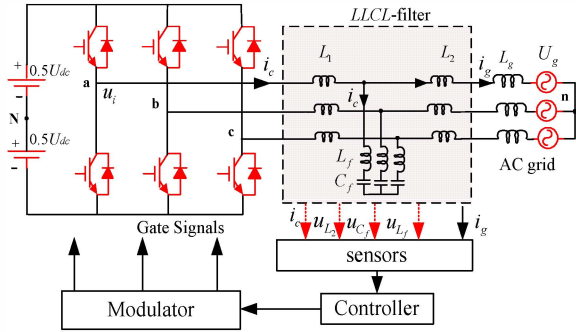 LLCL-filter
L1 L2 Lg Ug
+ 0.5Udc a ui ic ig
- b ic n
N c
+ 0.5Udc Lf AC grid
- Cf
Gate Signals ic uL2 uCf uLf ig
sensors
Modulator Controller